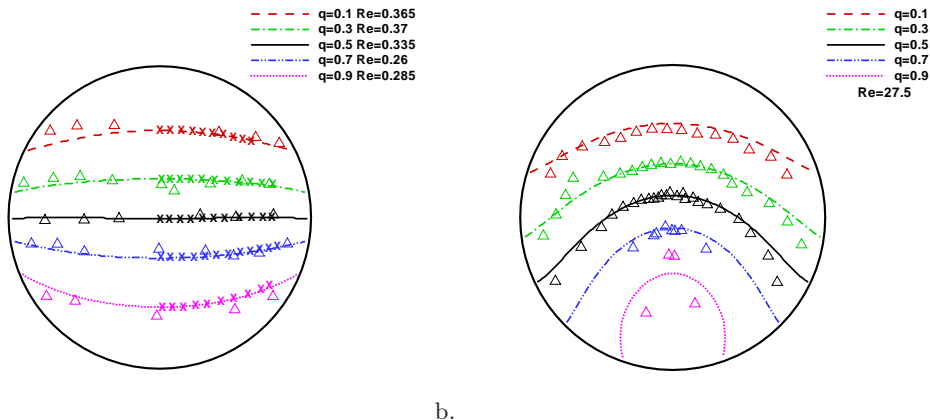 q=0.1 Re=0.365
q=0.3 Re=0.37
q=0.5 Re=0.335
q=0.7 Re=0.26
q=0.9 Re=0.285
q=0.1
q=0.3
q=0.5
q=0.7
q=0.9
Re=27.5
b.